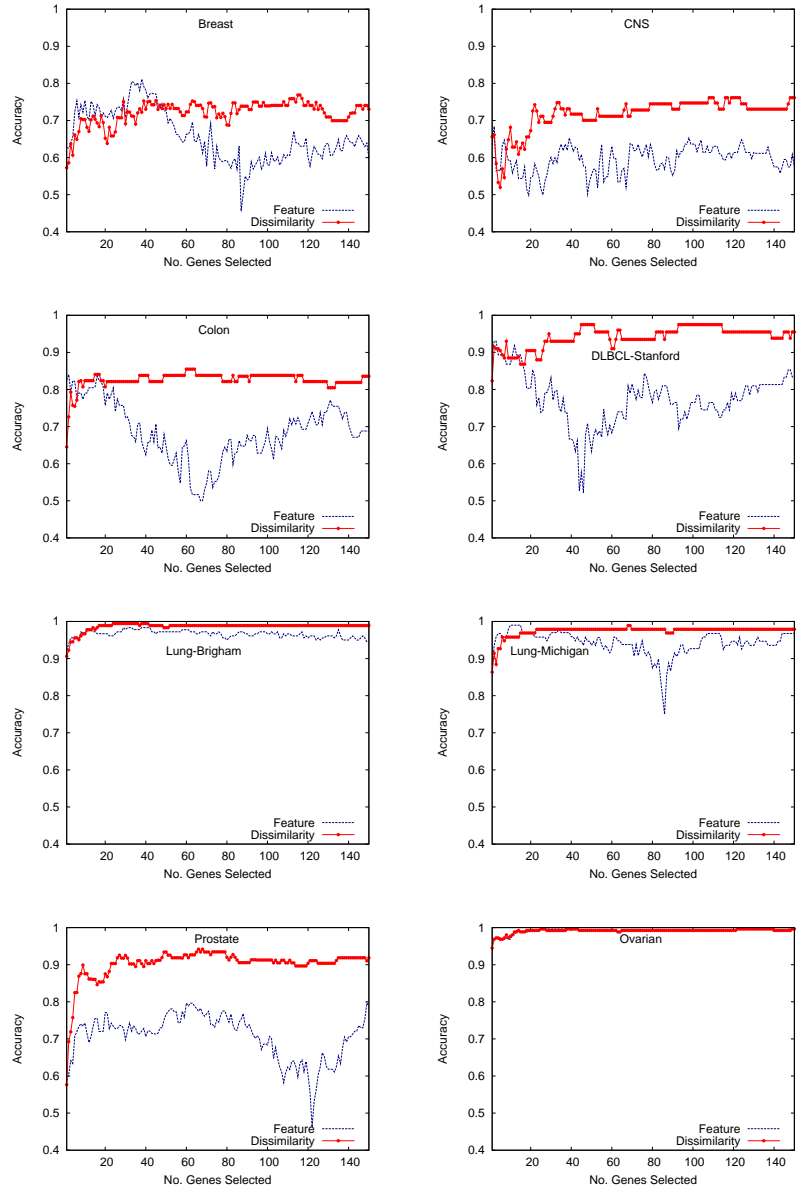 Breast
Accuracy
1
0.9
0.8
0.7
0.6
0.5
0.4
20 40 60 80 100 120 140
No. Genes Selected
Feature
Dissimilarity
CNS
Accuracy
1
0.9
0.8
0.7
0.6
0.5
0.4
20 40 60 80 100 120 140
No. Genes Selected
Feature
Dissimilarity
Colon
Accuracy
1
0.9
0.8
0.7
0.6
0.5
0.4
20 40 60 80 100 120 140
No. Genes Selected
Feature
Dissimilarity
DLBCL-Stanford
Accuracy
1
0.9
0.8
0.7
0.6
0.5
0.4
20 40 60 80 100 120 140
No. Genes Selected
Feature
Dissimilarity
Lung-Brigham
Accuracy
1
0.9
0.8
0.7
0.6
0.5
0.4
20 40 60 80 100 120 140
No. Genes Selected
Feature
Dissimilarity
Lung-Michigan
Accuracy
1
0.9
0.8
0.7
0.6
0.5
0.4
20 40 60 80 100 120 140
No. Genes Selected
Feature
Dissimilarity
Prostate
Accuracy
1
0.9
0.8
0.7
0.6
0.5
0.4
20 40 60 80 100 120 140
No. Genes Selected
Feature
Dissimilarity
Ovarian
Accuracy
1
0.9
0.8
0.7
0.6
0.5
0.4
20 40 60 80 100 120 140
No. Genes Selected
Feature
Dissimilarity